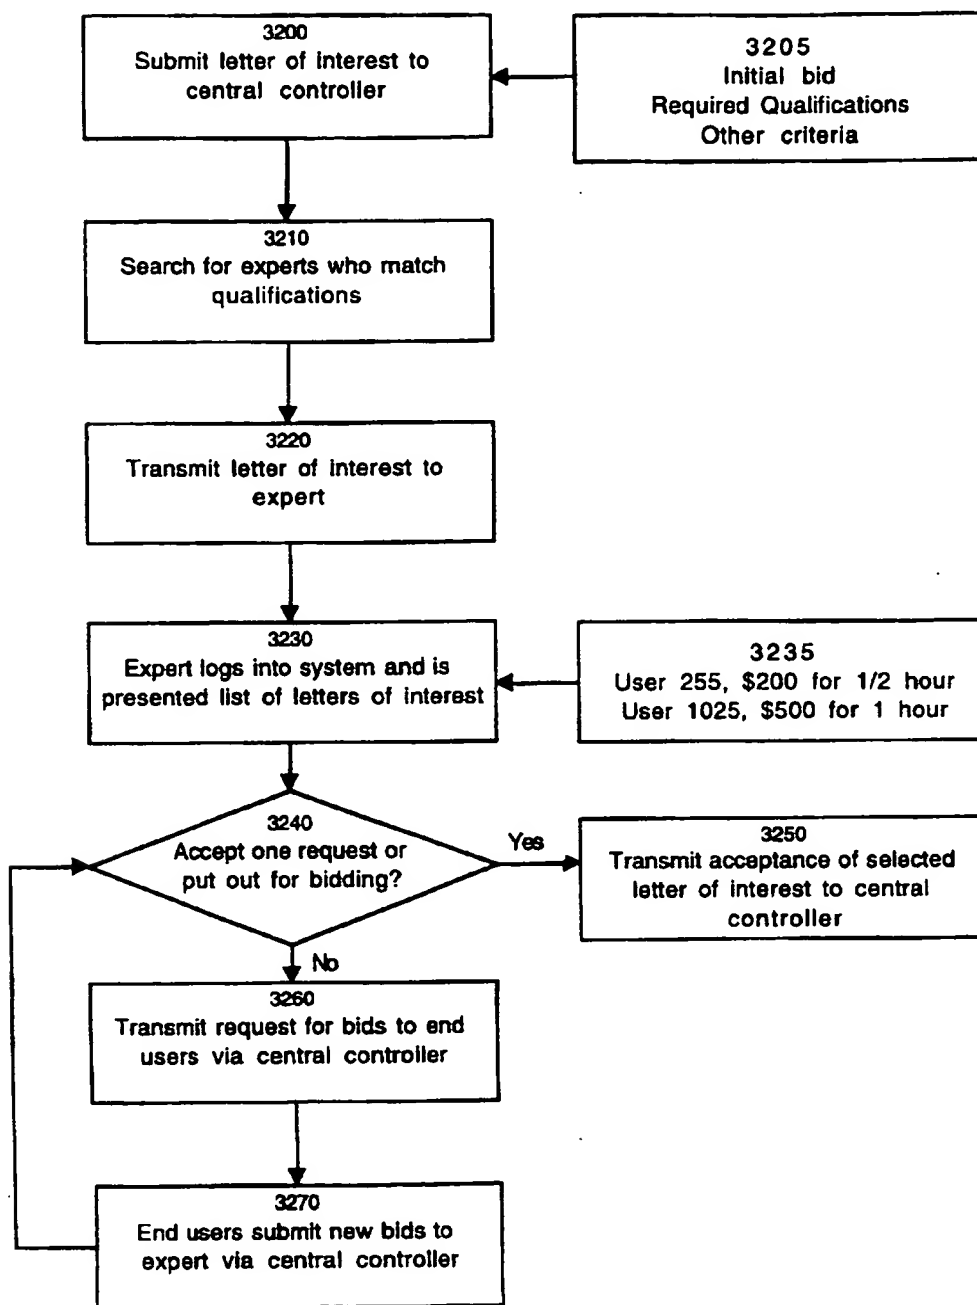 3200
Submit letter of interest to
central controller
3205
Initial bid
Required Qualifications
Other criteria
3210
Search for experts who match
qualifications
3220
Transmit letter of interest to
expert
3230
Expert logs into system and is
presented list of letters of interest
3235
User 255, $200 for 1/2 hour
User 1025, $500 for 1 hour
3240
Accept one request or
put out for bidding?
Yes
3250
Transmit acceptance of selected
letter of interest to central
controller
No
3260
Transmit request for bids to end
users via central controller
3270
End users submit new bids to
expert via central controller